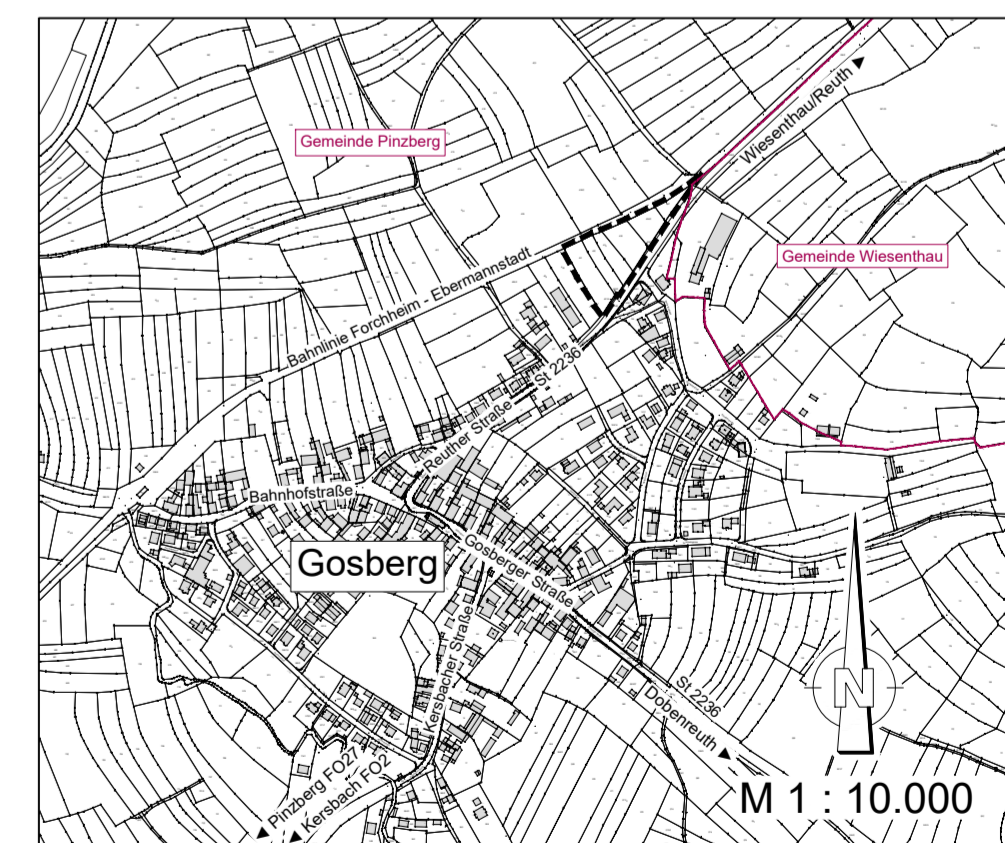 Wiesenthau/Reuth
Gemeinde Pinzberg
Gemeinde Wiesenthau
Bahnlinie Forchheim - Ebermannstadt
St 2236
Reuther Straße
Bahnhofstraße
Gosberg
Gosberger Straße
Kersbacher Straße
St 2236
Dobenreuth
N
Pinzberg FO27
Kersbach FO2
M 1 : 10.000